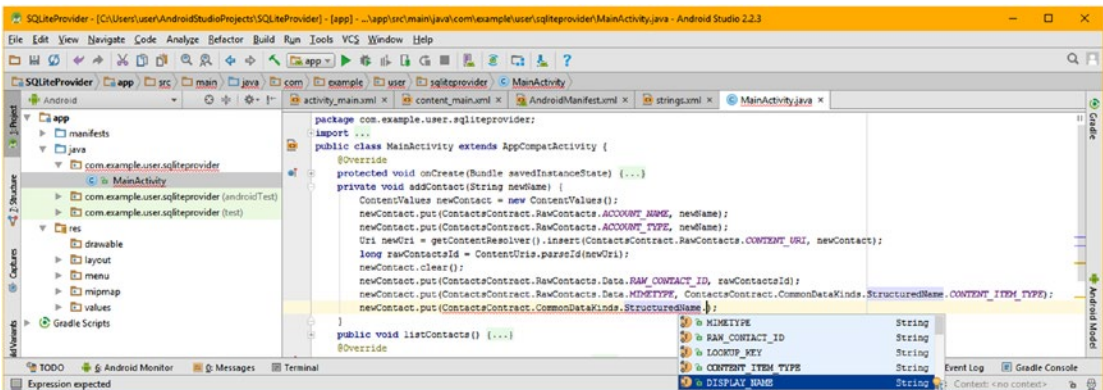 SQLiteProvider - [C:\Users\user\AndroidStudioProjects\SQLiteProvider] - [app] - ...\app\src\main\java\com\example\user\sqliteprovider\MainActivity.java - Android Studio 2.2.3
File Edit View Navigate Code Analyze Refactor Build Run Tools VCS Window Help
app
SQLiteProvider app src main java com example user sqliteprovider MainActivity
Android
activity_main.xml content_main.xml AndroidManifest.xml strings.xml MainActivity.java
1: Project
Z: Structure
Captures
Gradle
Android Model
app
manifests
java
com.example.user.sqliteprovider
MainActivity
com.example.user.sqliteprovider (androidTest)
com.example.user.sqliteprovider (test)
res
drawable
layout
menu
mipmap
values
Gradle Scripts
package com.example.user.sqliteprovider;
import ...
public class MainActivity extends AppCompatActivity {
@Override
protected void onCreate(Bundle savedInstanceState) {...}
private void addContact(String newName) {
ContentValues newContact = new ContentValues();
newContact.put(ContactsContract.RawContacts.ACCOUNT_NAME, newName);
newContact.put(ContactsContract.RawContacts.ACCOUNT_TYPE, newName);
Uri newUri = getContentResolver().insert(ContactsContract.RawContacts.CONTENT_URI, newContact);
long rawContactsId = ContentUris.parseId(newUri);
newContact.clear();
newContact.put(ContactsContract.RawContacts.Data.RAW_CONTACT_ID, rawContactsId);
newContact.put(ContactsContract.RawContacts.Data.MIMETYPE, ContactsContract.CommonDataKinds.StructuredName.CONTENT_ITEM_TYPE);
newContact.put(ContactsContract.CommonDataKinds.StructuredName.);
}
public void listContacts() {...}
@Override
MIMETYPE String
RAW_CONTACT_ID String
LOOKUP_KEY String
CONTENT_ITEM_TYPE String
DISPLAY_NAME String
TODO 6: Android Monitor 0: Messages Terminal Event Log Gradle Console
Expression expected Context: <no context>